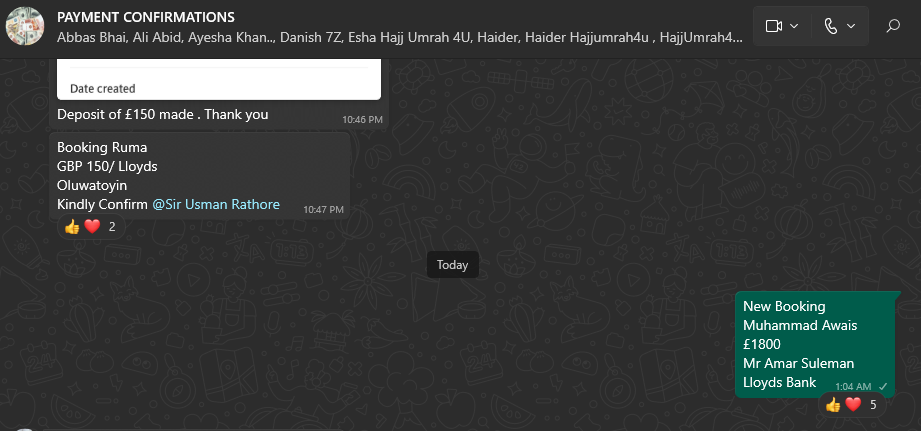 PAYMENT CONFIRMATIONS
Abbas Bhai, Ali Abid, Ayesha Khan.., Danish 7Z, Esha Hajj Umrah 4U, Haider, Haider Hajjumrah4u , HajjUmrah4...
Date created
Deposit of £150 made . Thank you
10:46 PM
Booking Ruma
GBP 150/ Lloyds
Oluwatoyin
Kindly Confirm @Sir Usman Rathore
10:47 PM
2
Today
New Booking
Muhammad Awais
£1800
Mr Amar Suleman
Lloyds Bank
1:04 AM
5